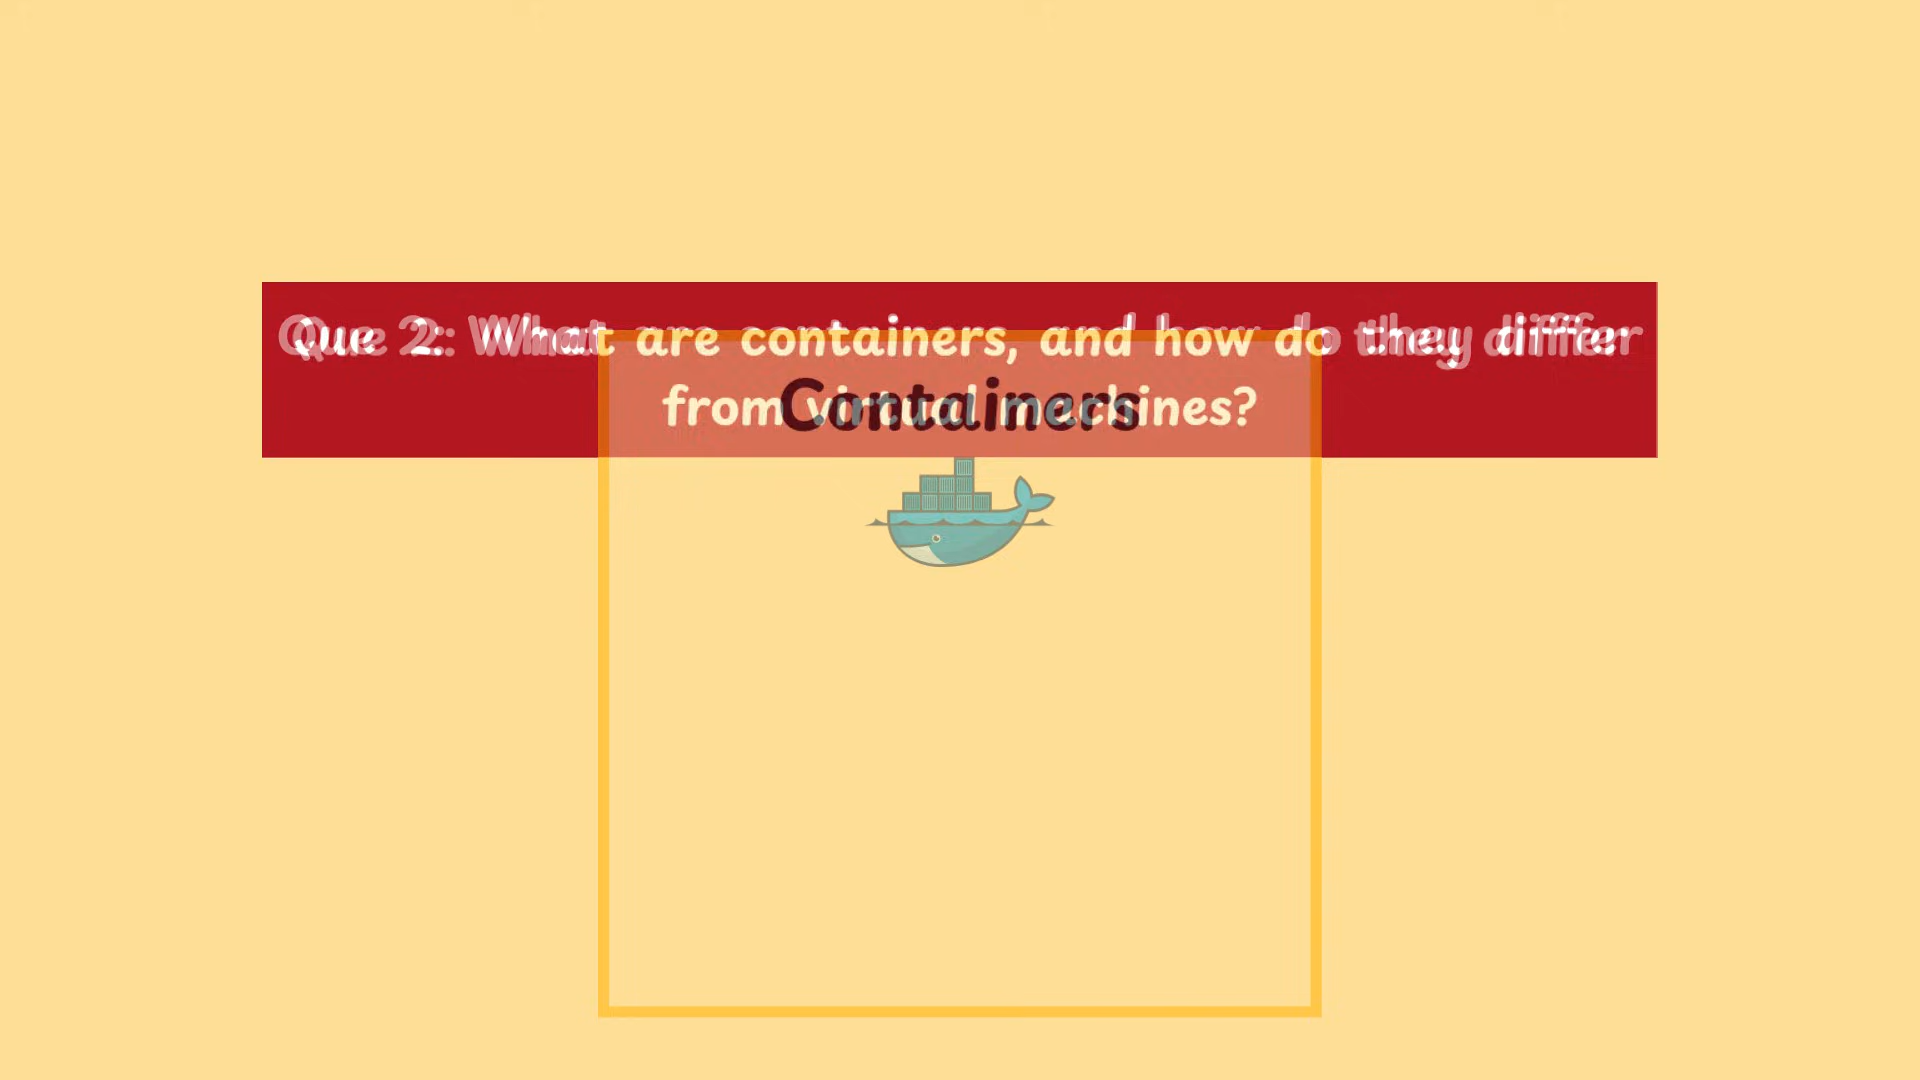 Que 2: What are containers, and how do they differ
from virtual machines?
Containers